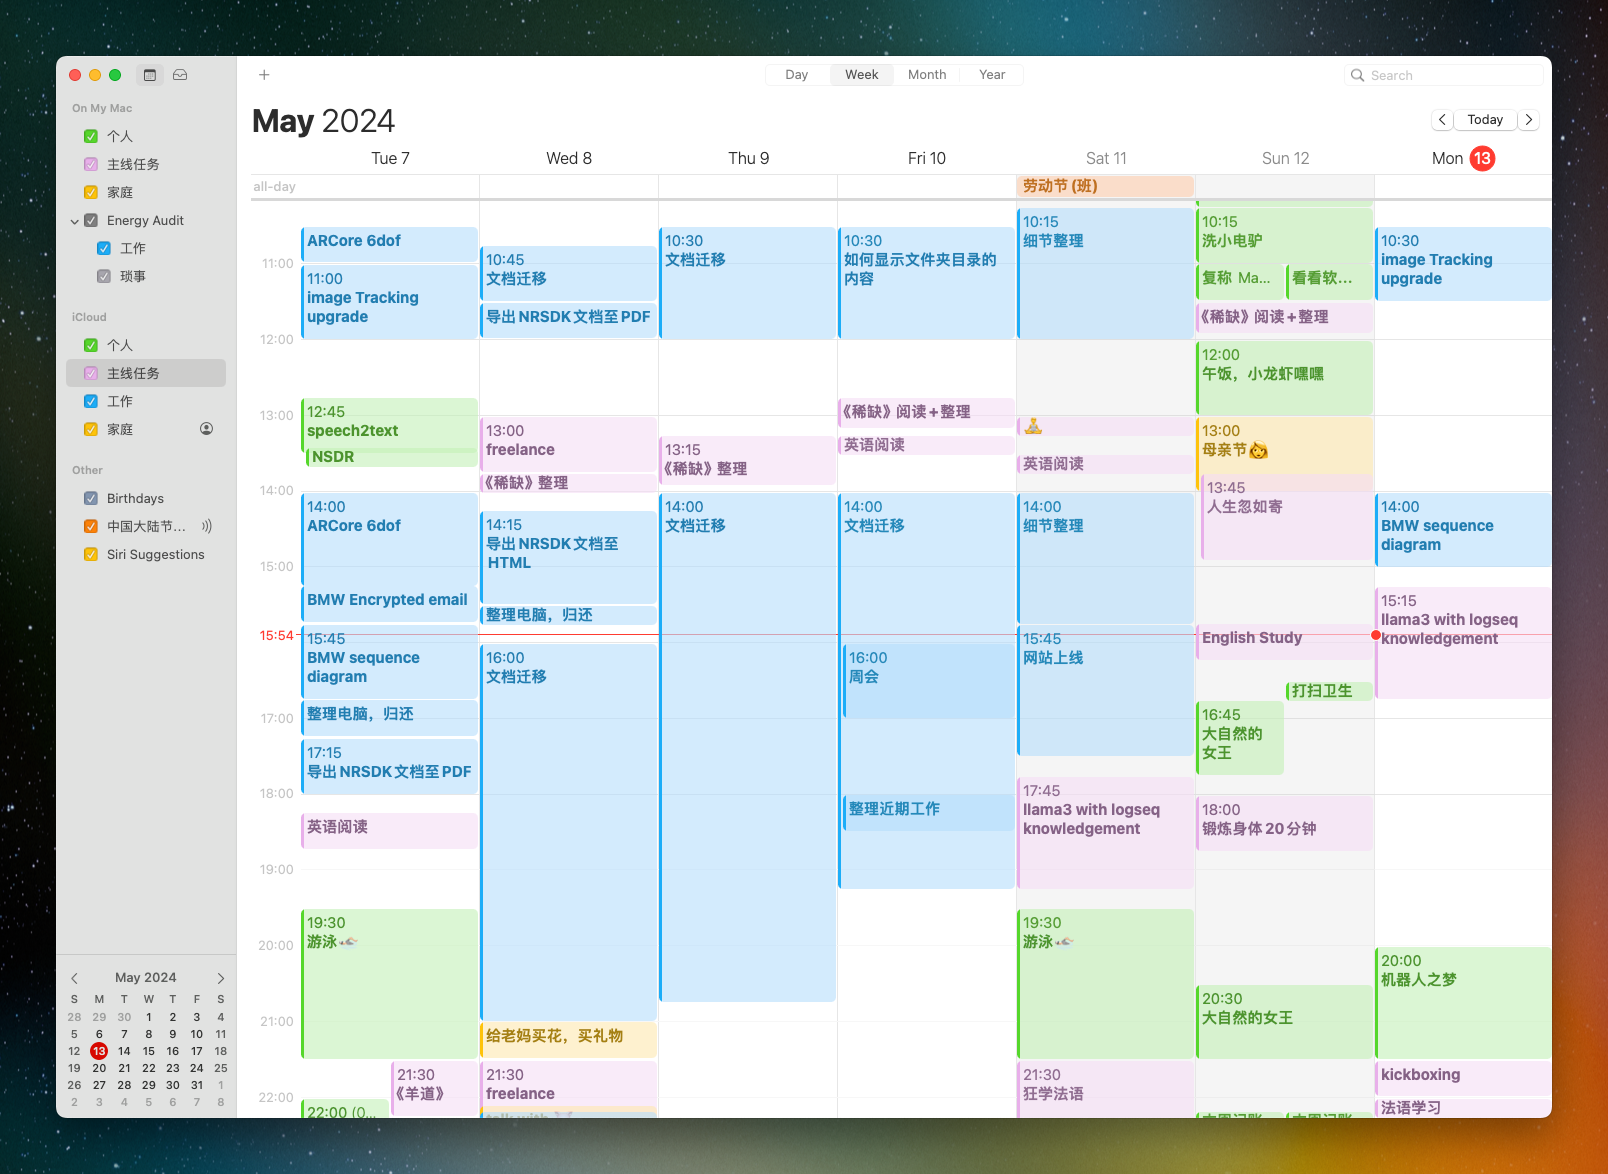 Day
Week
Month
Year
Search
May 2024
Today
On My Mac
个人
主线任务
家庭
Energy Audit
工作
琐事
iCloud
个人
主线任务
工作
家庭
Other
Birthdays
中国大陆节…
Siri Suggestions
May 2024
S M T W T F S
28 29 30 1 2 3 4
5 6 7 8 9 10 11
12 13 14 15 16 17 18
19 20 21 22 23 24 25
26 27 28 29 30 31 1
2 3 4 5 6 7 8
Tue 7
Wed 8
Thu 9
Fri 10
Sat 11
Sun 12
Mon 13
all-day
劳动节(班)
11:00
12:00
13:00
14:00
15:00
15:54
17:00
18:00
19:00
20:00
21:00
22:00
ARCore 6dof
11:00
image Tracking
upgrade
12:45
speech2text
NSDR
14:00
ARCore 6dof
BMW Encrypted email
15:45
BMW sequence
diagram
整理电脑，归还
17:15
导出NRSDK文档至PDF
英语阅读
19:30
游泳
21:30
《羊道》
22:00 (0...
10:45
文档迁移
导出NRSDK文档至PDF
13:00
freelance
《稀缺》整理
14:15
导出NRSDK文档至
HTML
整理电脑，归还
16:00
文档迁移
给老妈买花，买礼物
21:30
freelance
10:30
文档迁移
13:15
《稀缺》整理
14:00
文档迁移
10:30
如何显示文件夹目录的
内容
《稀缺》阅读+整理
英语阅读
14:00
文档迁移
16:00
周会
整理近期工作
10:15
细节整理
英语阅读
14:00
细节整理
15:45
网站上线
17:45
llama3 with logseq
knowledgement
19:30
游泳
21:30
狂学法语
10:15
洗小电驴
复称 Ma...
看看软...
《稀缺》阅读+整理
12:00
午饭，小龙虾嘿嘿
13:00
母亲节
13:45
人生忽如寄
English Study
打扫卫生
16:45
大自然的
女王
18:00
锻炼身体20分钟
20:30
大自然的女王
10:30
image Tracking
upgrade
14:00
BMW sequence
diagram
15:15
llama3 with logseq
knowledgement
20:00
机器人之梦
kickboxing
法语学习